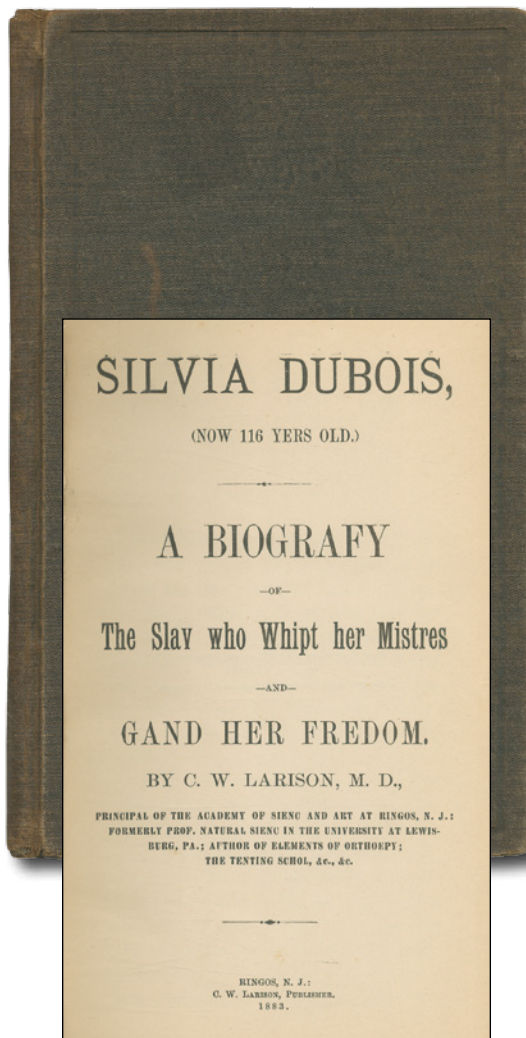 SILVIA DUBOIS,
(NOW 116 YERS OLD.)
A BIOGRAFY
—OF—
The Slav who Whipt her Mistres
—AND—
GAND HER FREDOM.
BY C. W. LARISON, M. D.,
PRINCIPAL OF THE ACADEMY OF SIENC AND ART AT RINGOS, N. J.:
FORMERLY PROF. NATURAL SIENC IN THE UNIVERSITY AT LEWIS-
BURG, PA.; AUTHOR OF ELEMENTS OF ORTHOEPY;
THE TENTING SCHOL, &c., &c.
RINGOS, N. J.:
C. W. LARISON, PUBLISHER.
1883.